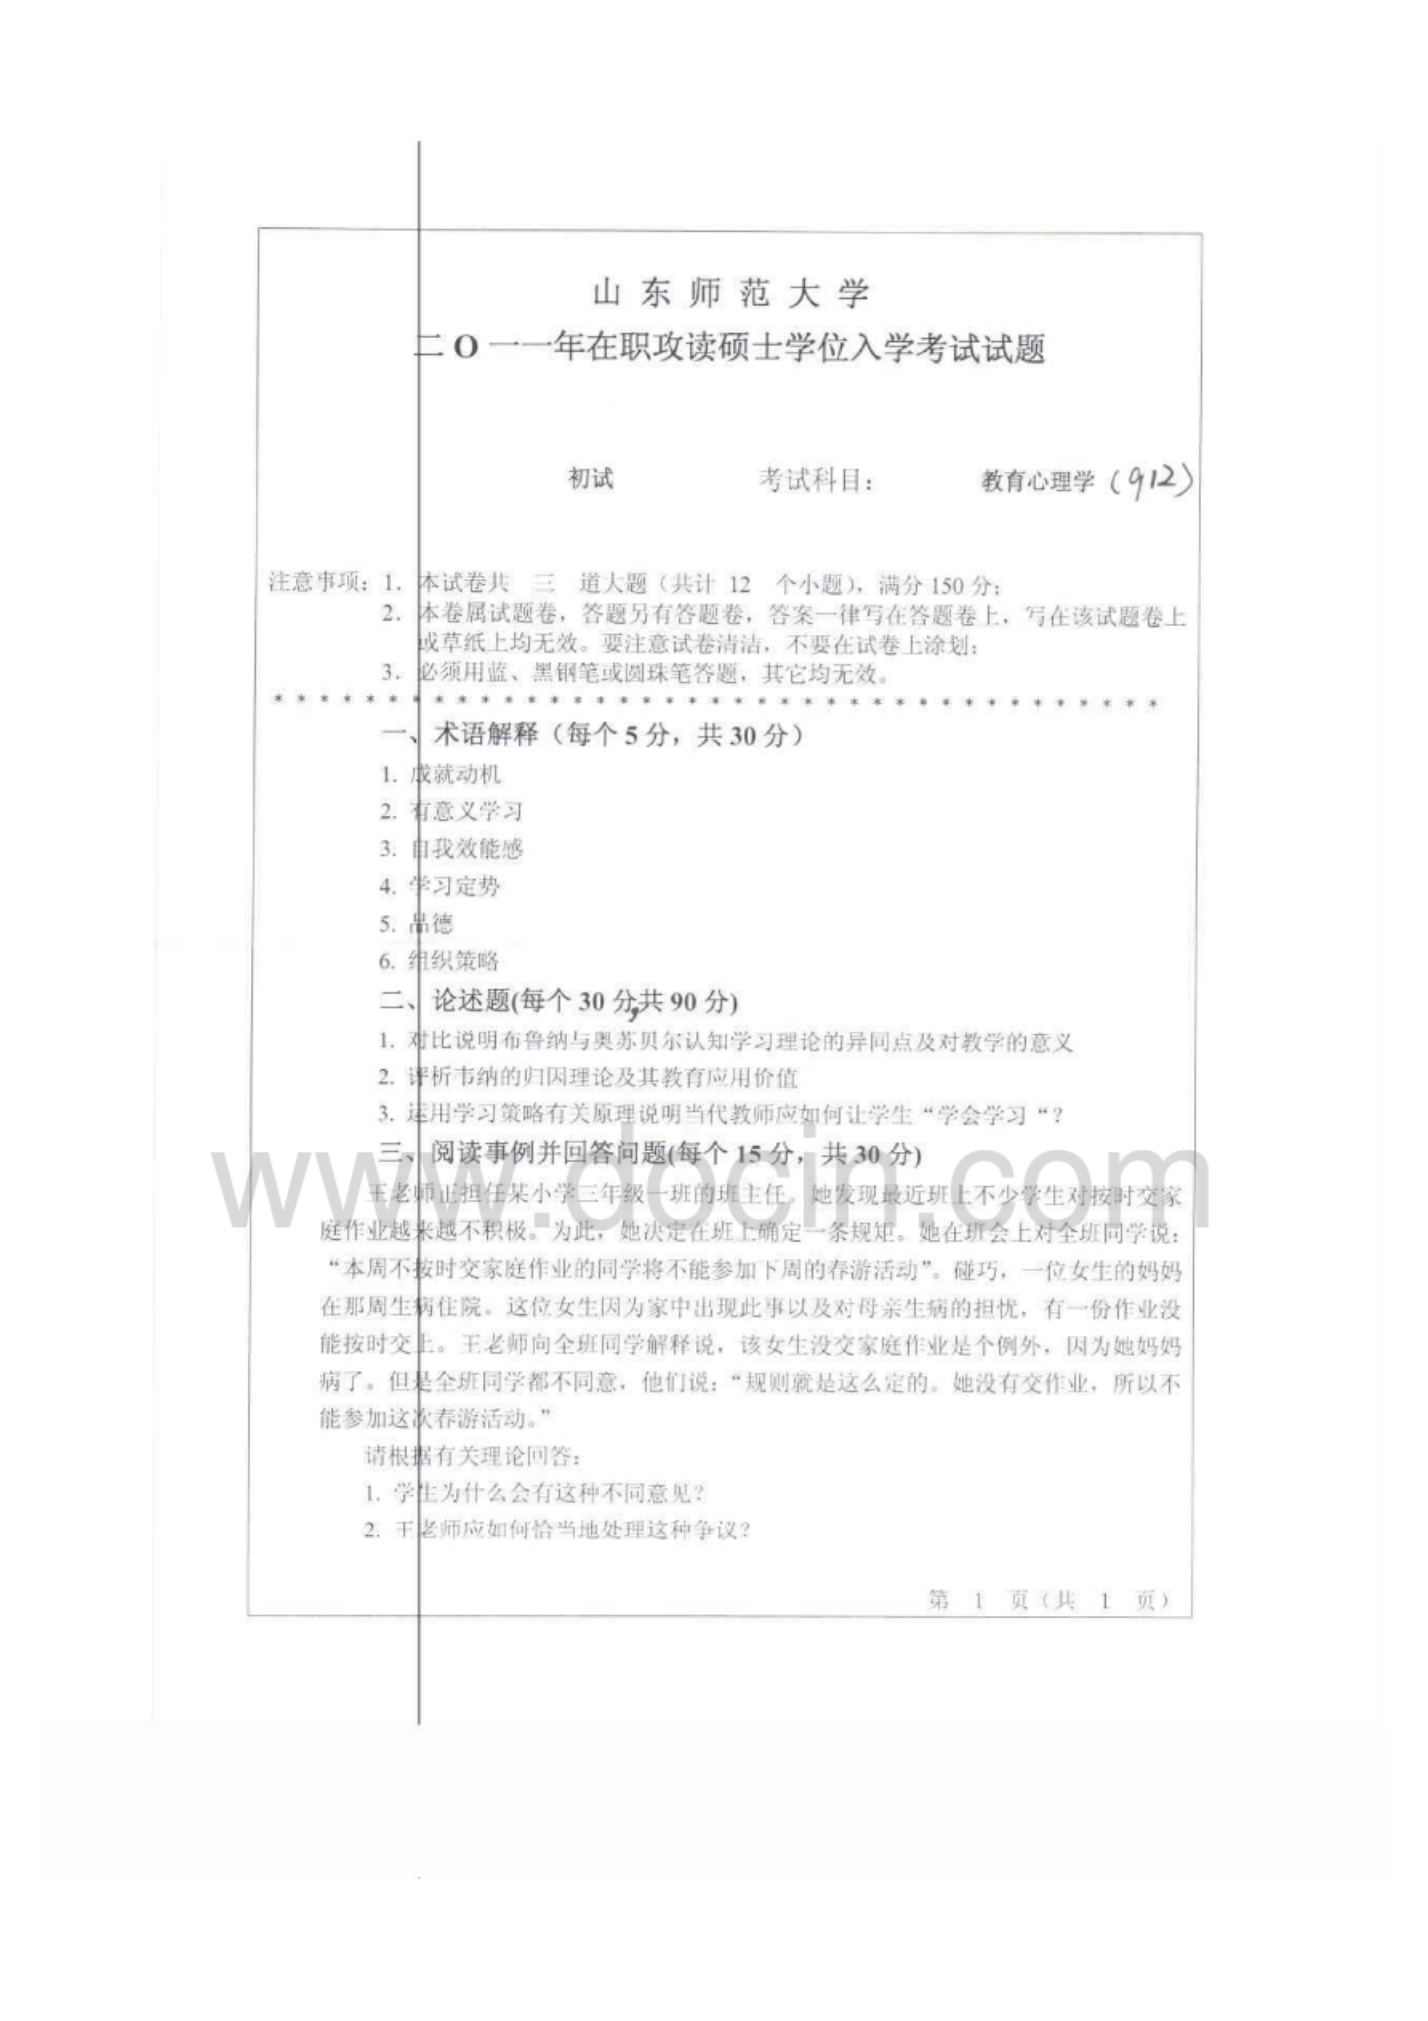 山东师范大学
二O一一年在职攻读硕士学位入学考试试题
初试 考试科目： 教育心理学（912）
注意事项：1. 本试卷共 三 道大题（共计 12 个小题），满分 150 分；
2. 本卷属试题卷，答题另有答题卷，答案一律写在答题卷上，写在该试题卷上
或草纸上均无效。要注意试卷清洁，不要在试卷上涂划；
3. 必须用蓝、黑钢笔或圆珠笔答题，其它均无效。
* * * * * * * * * * * * * * * * * * * * * * * * * * * * * * * * * * * * * * *
一、术语解释（每个 5 分，共 30 分）
1. 成就动机
2. 有意义学习
3. 自我效能感
4. 学习定势
5. 品德
6. 组织策略
二、论述题(每个 30 分,共 90 分)
1. 对比说明布鲁纳与奥苏贝尔认知学习理论的异同点及对教学的意义
2. 评析韦纳的归因理论及其教育应用价值
3. 运用学习策略有关原理说明当代教师应如何让学生“学会学习“？
三、阅读事例并回答问题(每个 15 分，共 30 分)
王老师正担任某小学三年级一班的班主任。她发现最近班上不少学生对按时交家
庭作业越来越不积极。为此，她决定在班上确定一条规矩。她在班会上对全班同学说：
“本周不按时交家庭作业的同学将不能参加下周的春游活动”。碰巧，一位女生的妈妈
在那周生病住院。这位女生因为家中出现此事以及对母亲生病的担忧，有一份作业没
能按时交上。王老师向全班同学解释说，该女生没交家庭作业是个例外，因为她妈妈
病了。但是全班同学都不同意，他们说：“规则就是这么定的。她没有交作业，所以不
能参加这次春游活动。”
请根据有关理论回答：
1. 学生为什么会有这种不同意见？
2. 王老师应如何恰当地处理这种争议？
第 1 页（共 1 页）
www.docin.com